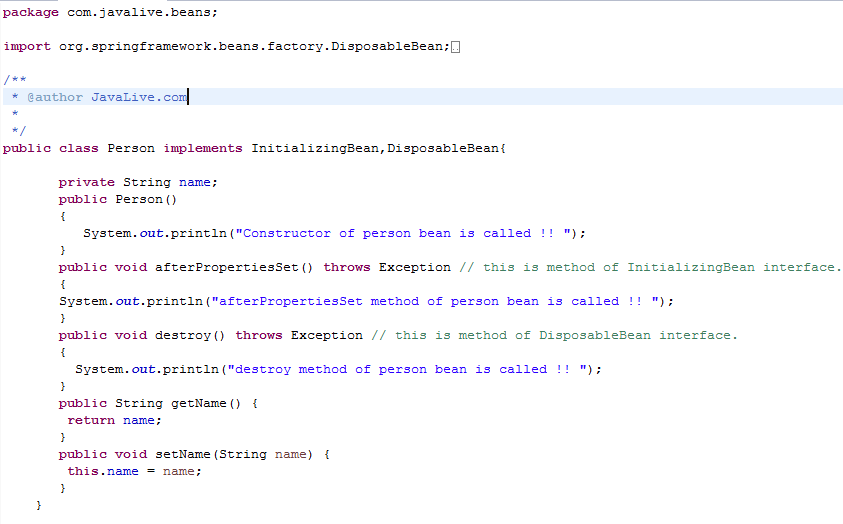 package com.javalive.beans;
import org.springframework.beans.factory.DisposableBean;
/**
* @author JavaLive.com
*
*/
public class Person implements InitializingBean,DisposableBean{
private String name;
public Person()
{
System.out.println("Constructor of person bean is called !! ");
}
public void afterPropertiesSet() throws Exception // this is method of InitializingBean interface.
{
System.out.println("afterPropertiesSet method of person bean is called !! ");
}
public void destroy() throws Exception // this is method of DisposableBean interface.
{
System.out.println("destroy method of person bean is called !! ");
}
public String getName() {
return name;
}
public void setName(String name) {
this.name = name;
}
}